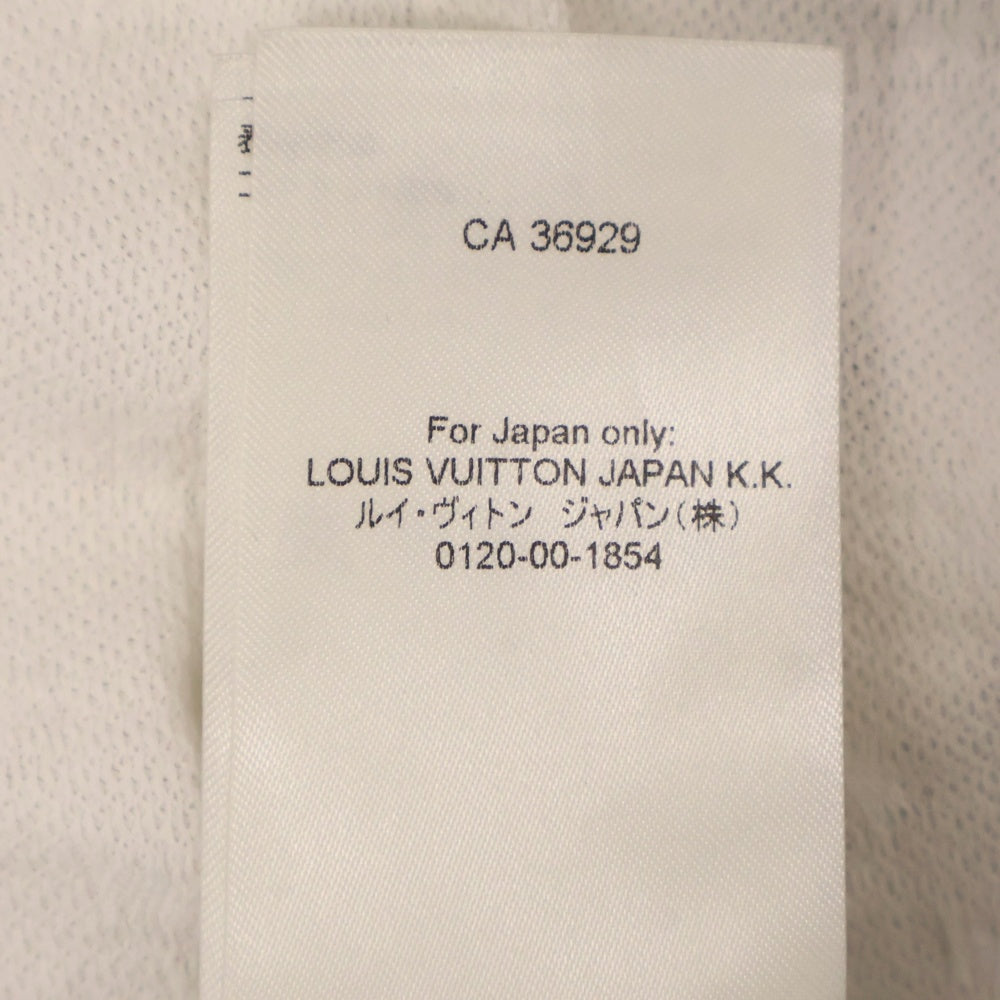 CA 36929
For Japan only:
LOUIS VUITTON JAPAN K.K.
ルイ・ヴィトン　ジャパン(株)
0120-00-1854